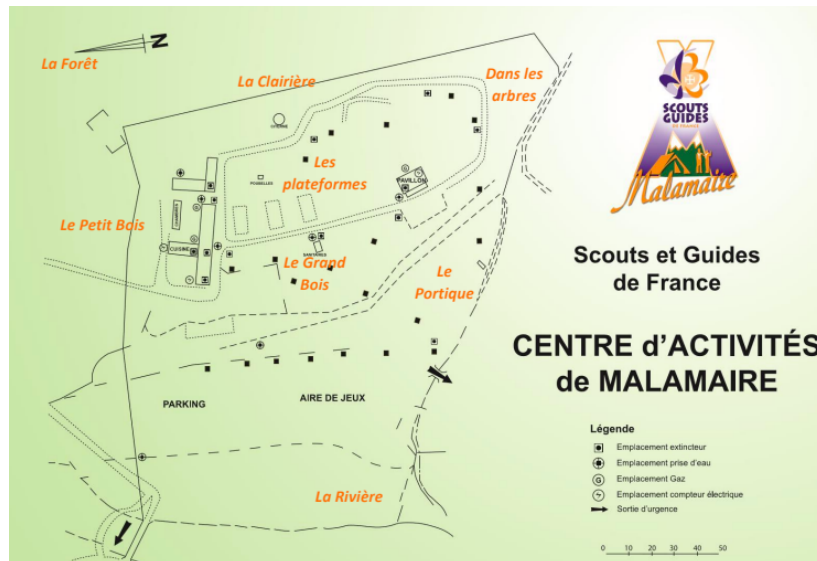 N
La Forêt
La Clairière
Dans les
arbres
Les
plateformes
POUBELLES
PAVILLON
G
Le Petit Bois
G
CUISINE
SANITAIRES
Le Grand
Bois
Le
Portique
PARKING
AIRE DE JEUX
La Rivière
SCOUTS
GUIDES
DE FRANCE
Malamaire
Scouts et Guides
de France
CENTRE d'ACTIVITÉS
de MALAMAIRE
Légende
Emplacement extincteur
Emplacement prise d'eau
G Emplacement Gaz
Emplacement compteur électrique
Sortie d'urgence
0 10 20 30 40 50